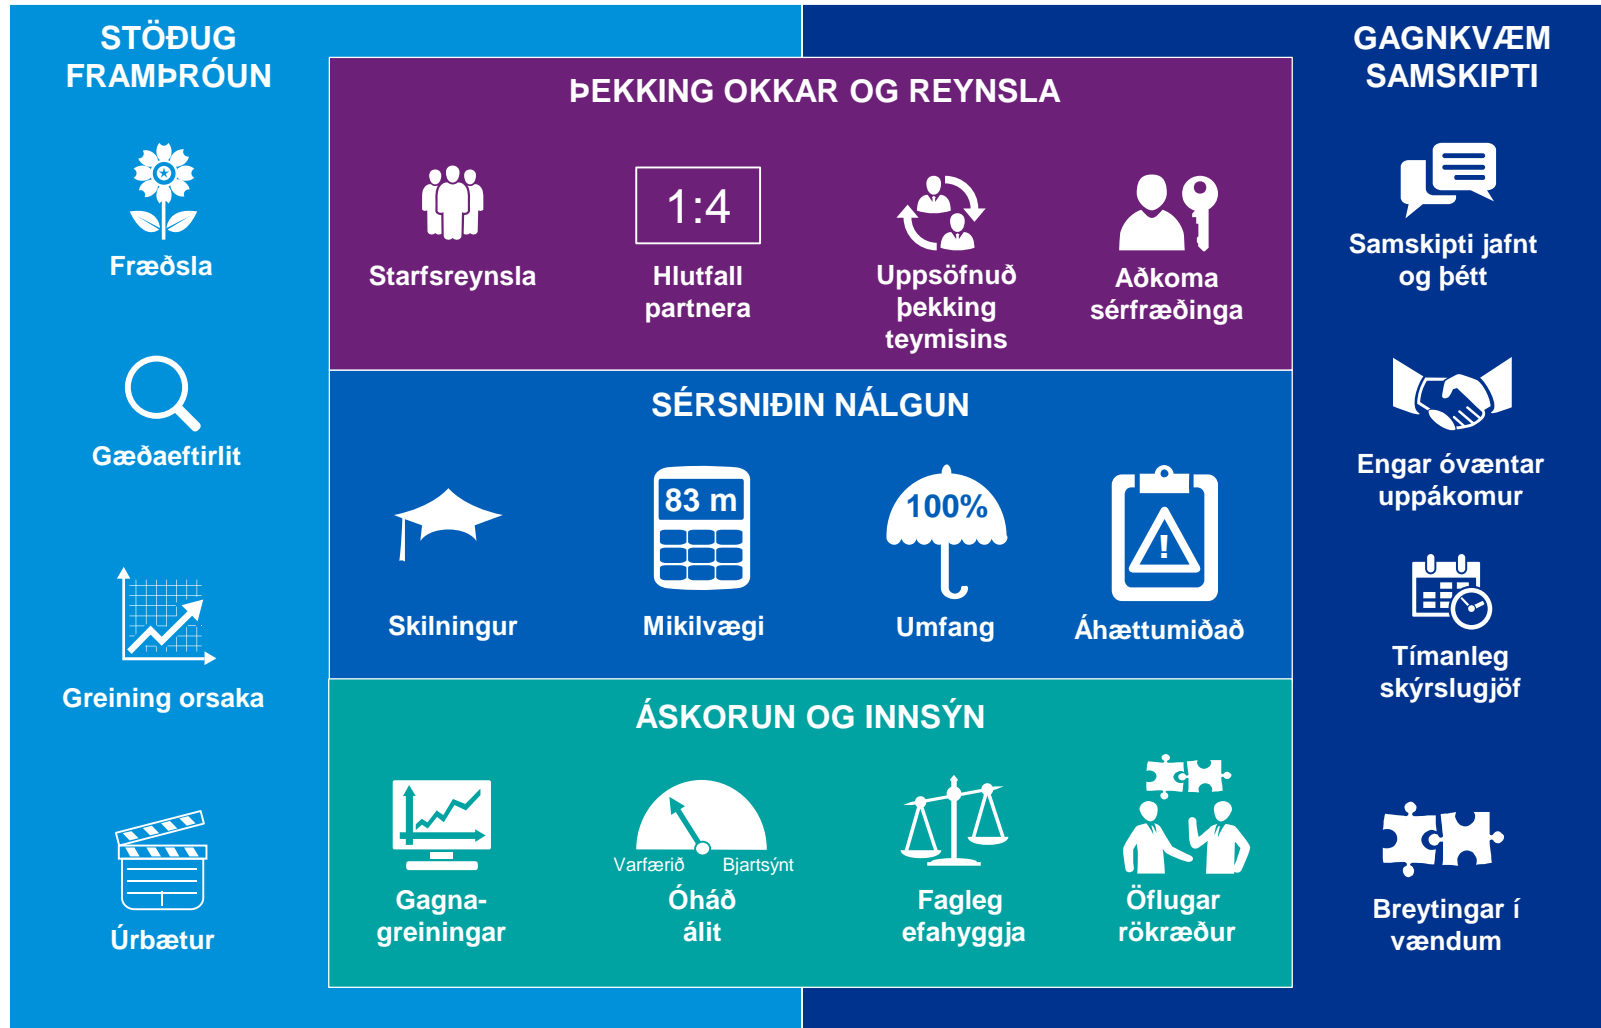 STÖÐUG
FRAMÞRÓUN
Fræðsla
Gæðaeftirlit
Greining orsaka
Úrbætur
ÞEKKING OKKAR OG REYNSLA
1:4
Starfsreynsla
Hlutfall
partnera
Uppsöfnuð
þekking
teymisins
Aðkoma
sérfræðinga
SÉRSNIÐIN NÁLGUN
83 m
100%
!
Skilningur
Mikilvægi
Umfang
Áhættumiðað
ÁSKORUN OG INNSÝN
Varfærið
Bjartsýnt
Gagna-
greiningar
Óháð
álit
Fagleg
efahyggja
Öflugar
rökræður
GAGNKVÆM
SAMSKIPTI
Samskipti jafnt
og þétt
Engar óvæntar
uppákomur
Tímanleg
skýrslugjöf
Breytingar í
vændum